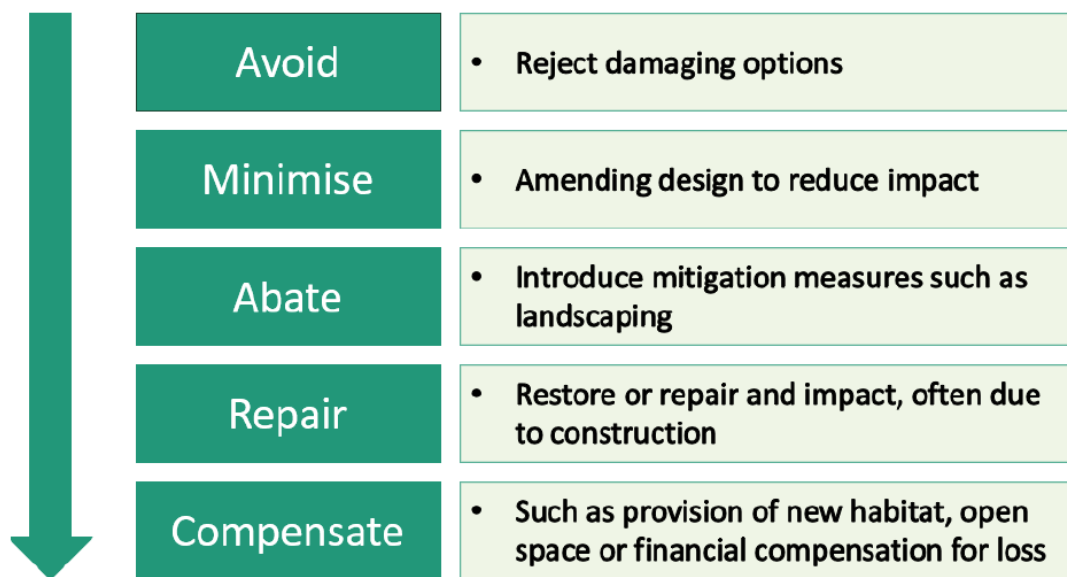 Avoid
• Reject damaging options
Minimise
• Amending design to reduce impact
Abate
• Introduce mitigation measures such as
landscaping
Repair
• Restore or repair and impact, often due
to construction
Compensate
• Such as provision of new habitat, open
space or financial compensation for loss